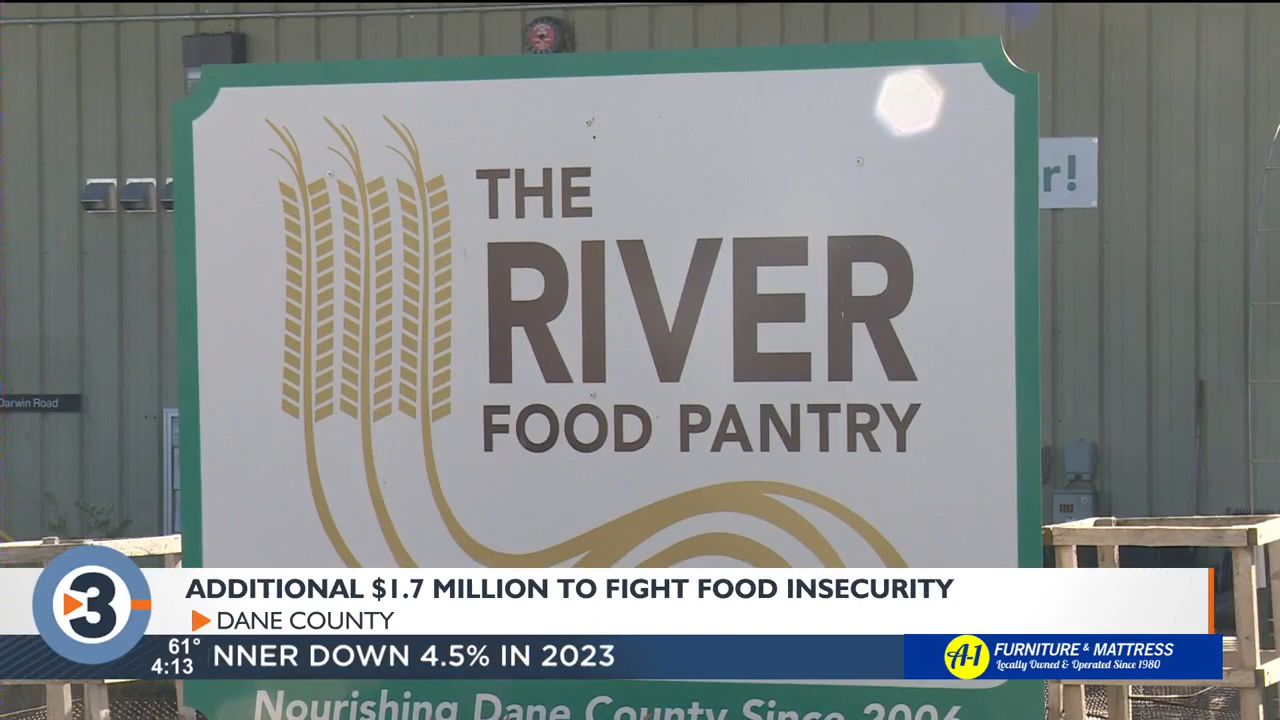 THE
RIVER
FOOD PANTRY
r!
Darwin Road
ADDITIONAL $1.7 MILLION TO FIGHT FOOD INSECURITY
DANE COUNTY
3
61°
4:13
NNER DOWN 4.5% IN 2023
A-1
FURNITURE & MATTRESS
Locally Owned & Operated Since 1980
Nourishing Dane County Since 2006